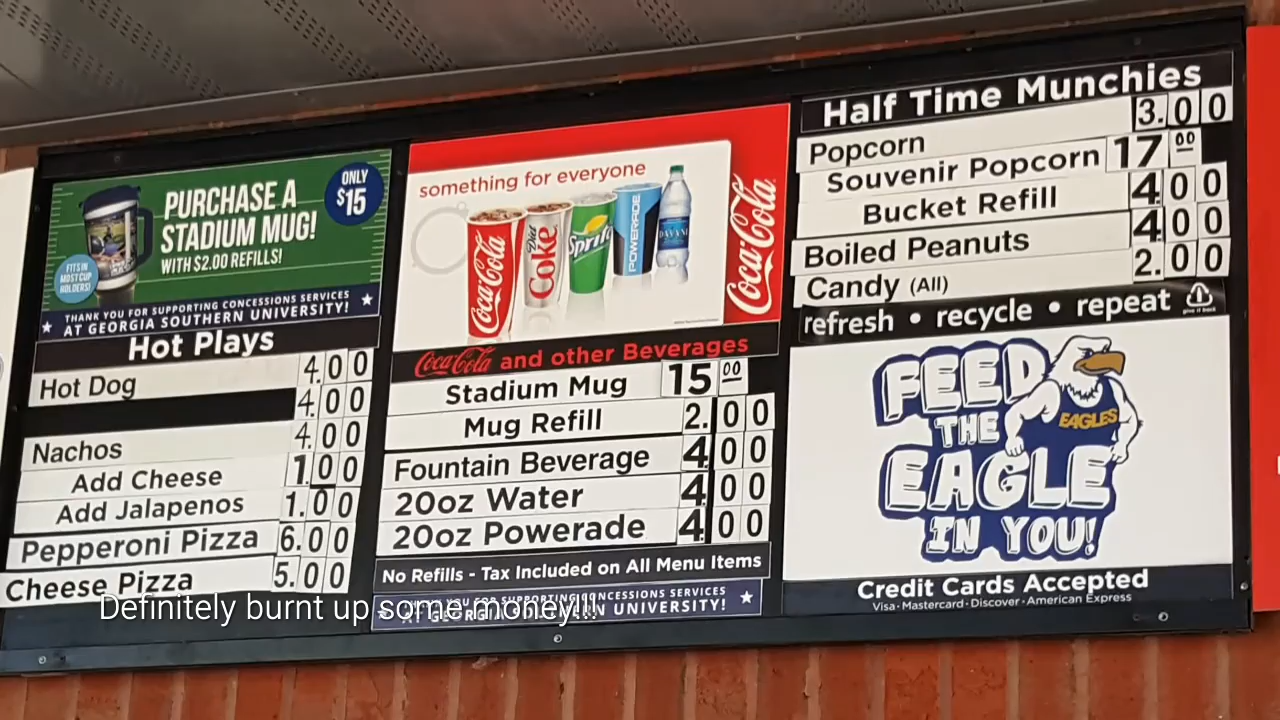 PURCHASE A
STADIUM MUG!
WITH $2.00 REFILLS!
ONLY
$15
FITS IN
MOST CUP
HOLDERS!
THANK YOU FOR SUPPORTING CONCESSIONS SERVICES
AT GEORGIA SOUTHERN UNIVERSITY!
Hot Plays
Hot Dog 4.00
4.00
Nachos 4.00
Add Cheese 1.00
Add Jalapenos 1.00
Pepperoni Pizza 6.00
Cheese Pizza 5.00
something for everyone
Coca-Cola
Diet Coke
Sprite
POWERADE
DASANI
Coca-Cola
Coca-Cola and other Beverages
Stadium Mug 15 00
Mug Refill 2.00
Fountain Beverage 4 00
20oz Water 4 00
20oz Powerade 4 00
No Refills - Tax Included on All Menu Items
THANK YOU FOR SUPPORTING CONCESSIONS SERVICES
AT GEORGIA SOUTHERN UNIVERSITY!
Half Time Munchies
Popcorn 3.00
Souvenir Popcorn 17 00
Bucket Refill 4 00
Boiled Peanuts 4 00
Candy (All) 2.00
refresh • recycle • repeat
give it back
FEED
THE
EAGLE
IN YOU!
EAGLES
Credit Cards Accepted
Visa • Mastercard • Discover • American Express
Definitely burnt up some money!!!